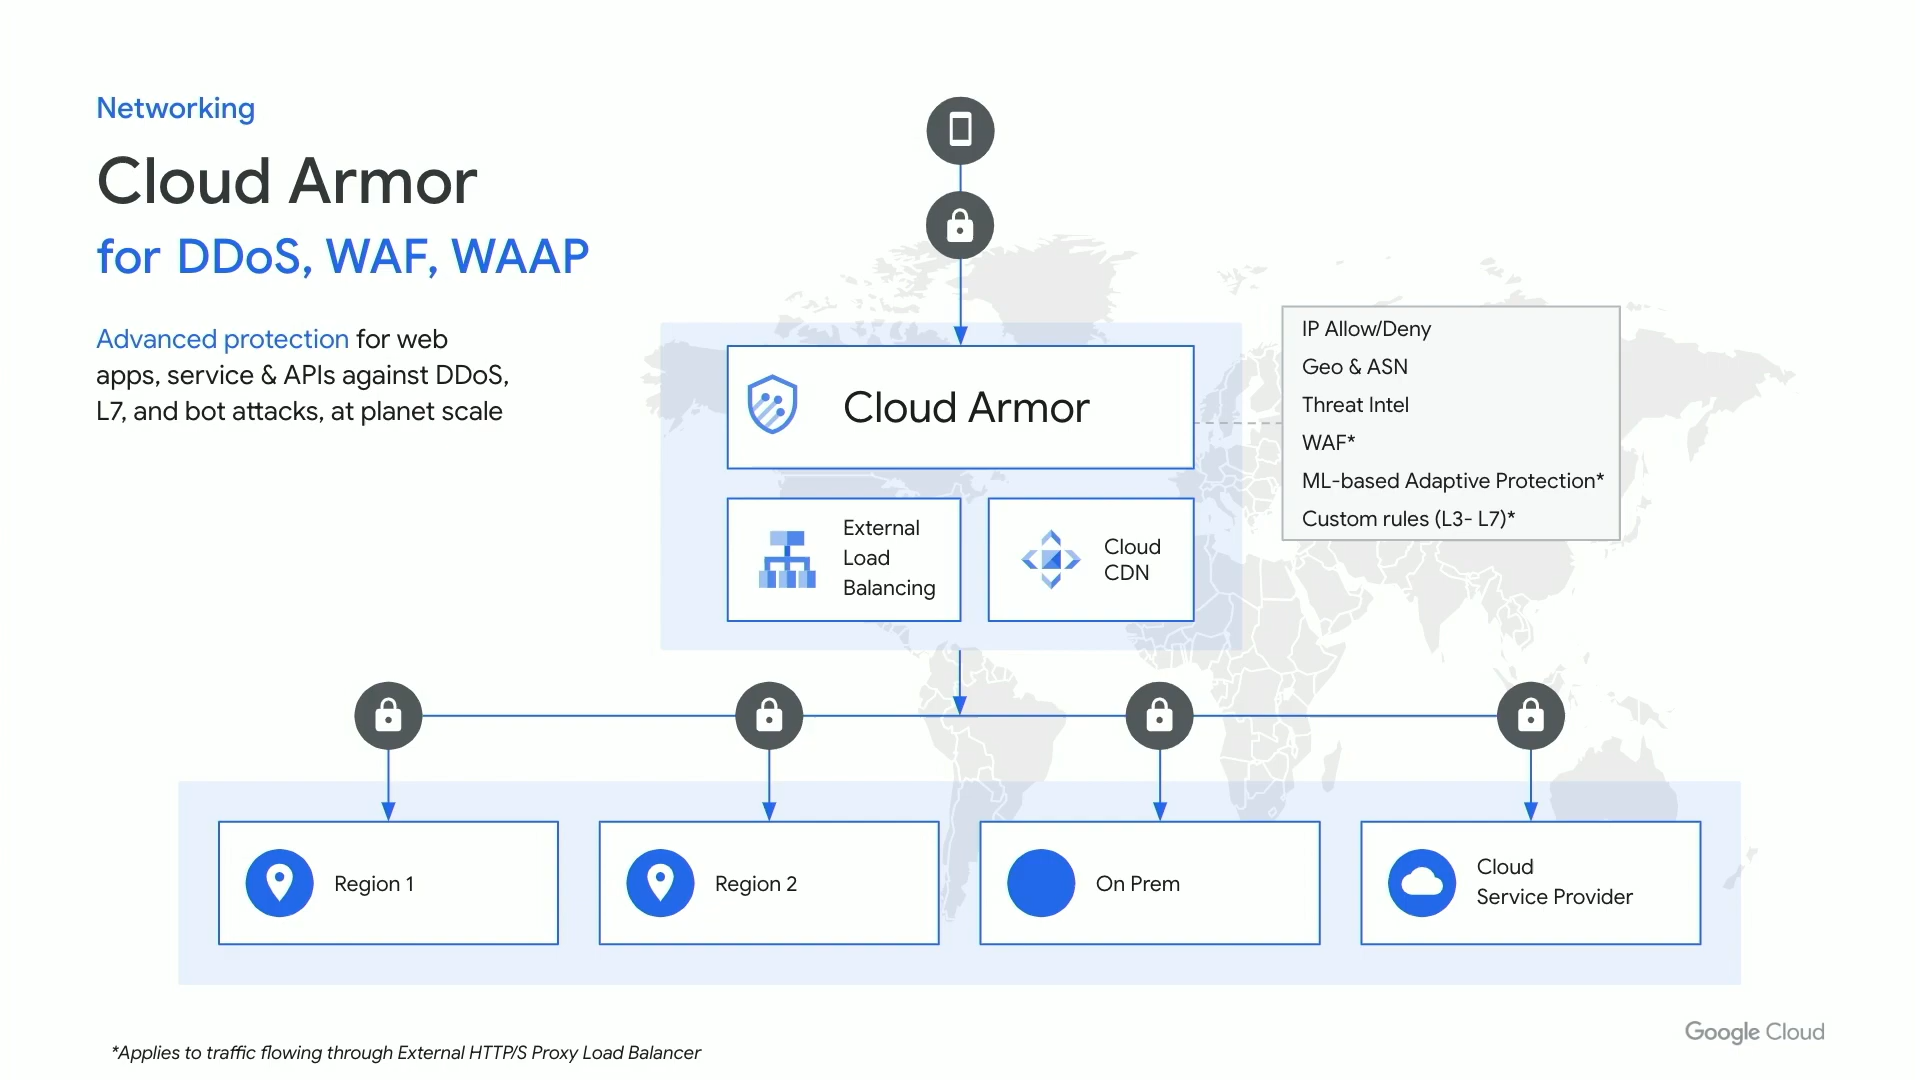 Networking
Cloud Armor
for DDoS, WAF, WAAP
Advanced protection for web
apps, service & APIs against DDoS,
L7, and bot attacks, at planet scale
Cloud Armor
External
Load
Balancing
Cloud
CDN
IP Allow/Deny
Geo & ASN
Threat Intel
WAF*
ML-based Adaptive Protection*
Custom rules (L3- L7)*
Region 1
Region 2
On Prem
Cloud
Service Provider
*Applies to traffic flowing through External HTTP/S Proxy Load Balancer
Google Cloud